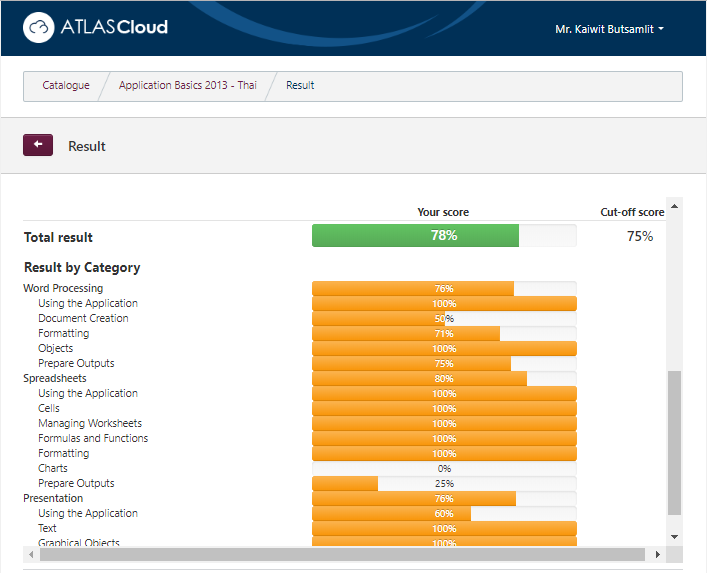 ATLASCloud
Mr. Kaiwit Butsamlit
Catalogue Application Basics 2013 - Thai Result
Result
Your score Cut-off score
Total result 78% 75%
Result by Category
Word Processing 76%
Using the Application 100%
Document Creation 50%
Formatting 71%
Objects 100%
Prepare Outputs 75%
Spreadsheets 80%
Using the Application 100%
Cells 100%
Managing Worksheets 100%
Formulas and Functions 100%
Formatting 100%
Charts 0%
Prepare Outputs 25%
Presentation 76%
Using the Application 60%
Text 100%
Graphical Objects 100%